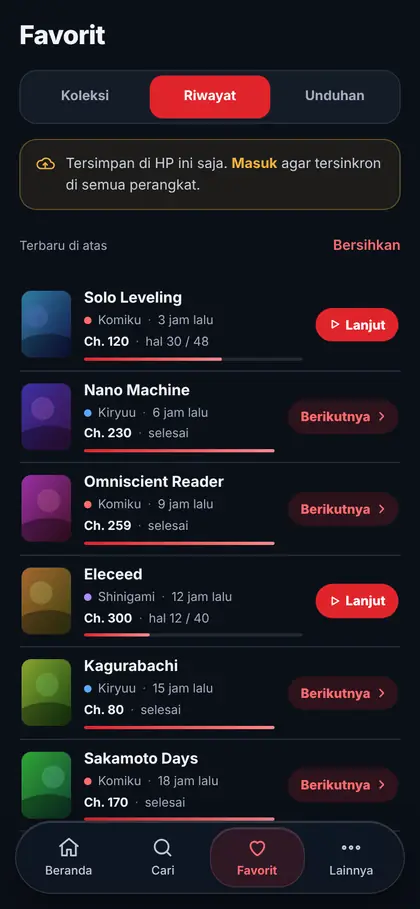 Favorit
Koleksi
Riwayat
Unduhan
Tersimpan di HP ini saja. Masuk agar tersinkron
di semua perangkat.
Terbaru di atas
Bersihkan
Solo Leveling
Komiku · 3 jam lalu
Ch. 120 · hal 30 / 48
Lanjut
Nano Machine
Kiryuu · 6 jam lalu
Ch. 230 · selesai
Berikutnya
Omniscient Reader
Komiku · 9 jam lalu
Ch. 259 · selesai
Berikutnya
Eleceed
Shinigami · 12 jam lalu
Ch. 300 · hal 12 / 40
Lanjut
Kagurabachi
Kiryuu · 15 jam lalu
Ch. 80 · selesai
Berikutnya
Sakamoto Days
Komiku · 18 jam lalu
Ch. 170 · selesai
Berikutnya
Beranda
Cari
Favorit
Lainnya